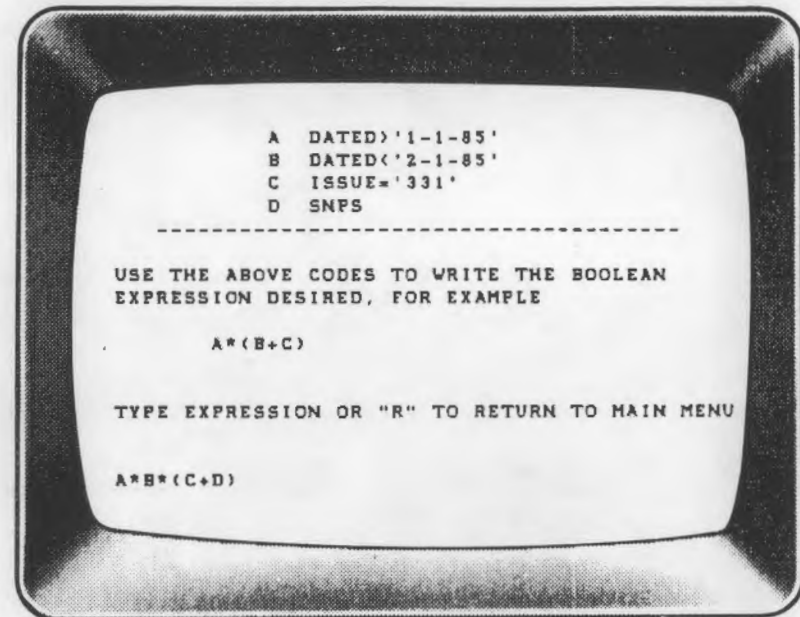 A DATED>'1-1-85'
B DATED<'2-1-85'
C ISSUE='331'
D SNPS
---------------------------------------
USE THE ABOVE CODES TO WRITE THE BOOLEAN
EXPRESSION DESIRED, FOR EXAMPLE
A*(B+C)
TYPE EXPRESSION OR "R" TO RETURN TO MAIN MENU
A*B*(C+D)